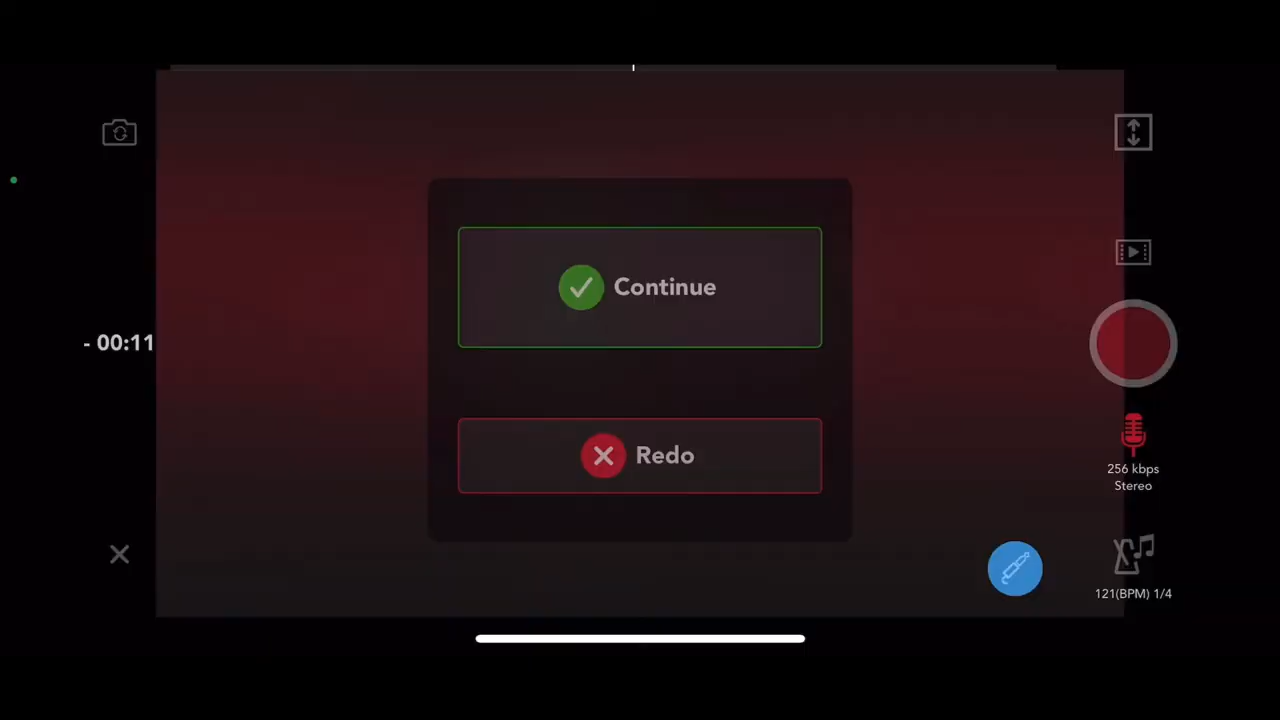 Continue
- 00:11
Redo
256 kbps
Stereo
121(BPM) 1/4